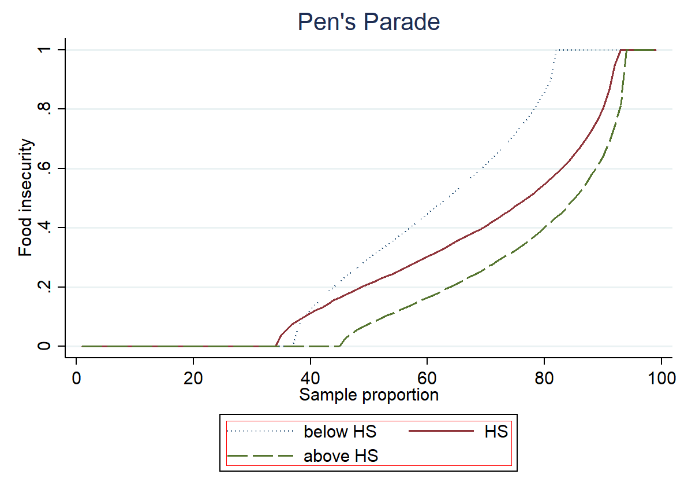 Pen's Parade
Food insecurity
1
.8
.6
.4
.2
0
0 20 40 60 80 100
Sample proportion
below HS HS
above HS